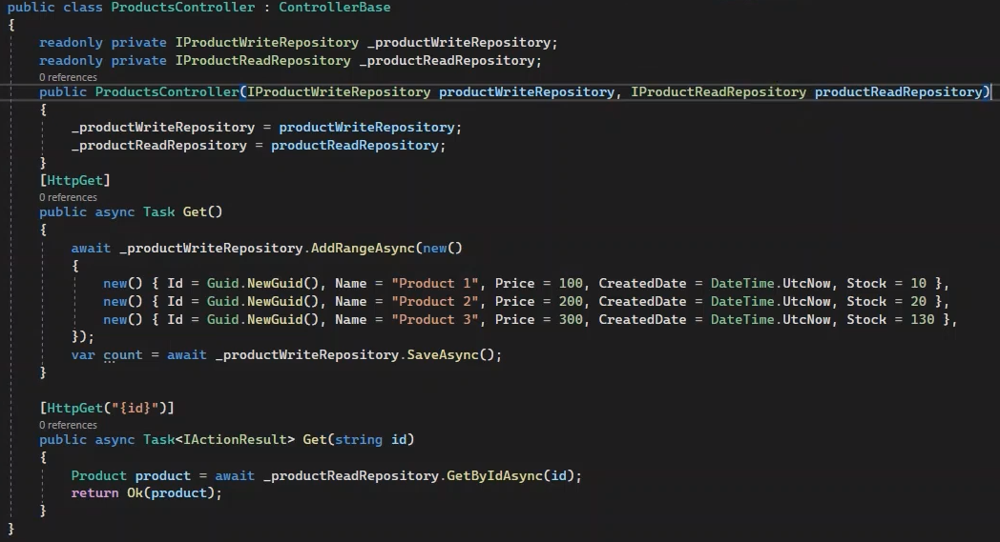 public class ProductsController : ControllerBase
{
readonly private IProductWriteRepository _productWriteRepository;
readonly private IProductReadRepository _productReadRepository;
0 references
public ProductsController(IProductWriteRepository productWriteRepository, IProductReadRepository productReadRepository)
{
_productWriteRepository = productWriteRepository;
_productReadRepository = productReadRepository;
}
[HttpGet]
0 references
public async Task Get()
{
await _productWriteRepository.AddRangeAsync(new()
{
new() { Id = Guid.NewGuid(), Name = "Product 1", Price = 100, CreatedDate = DateTime.UtcNow, Stock = 10 },
new() { Id = Guid.NewGuid(), Name = "Product 2", Price = 200, CreatedDate = DateTime.UtcNow, Stock = 20 },
new() { Id = Guid.NewGuid(), Name = "Product 3", Price = 300, CreatedDate = DateTime.UtcNow, Stock = 130 },
});
var count = await _productWriteRepository.SaveAsync();
}
[HttpGet("{id}")]
0 references
public async Task<IActionResult> Get(string id)
{
Product product = await _productReadRepository.GetByIdAsync(id);
return Ok(product);
}
}